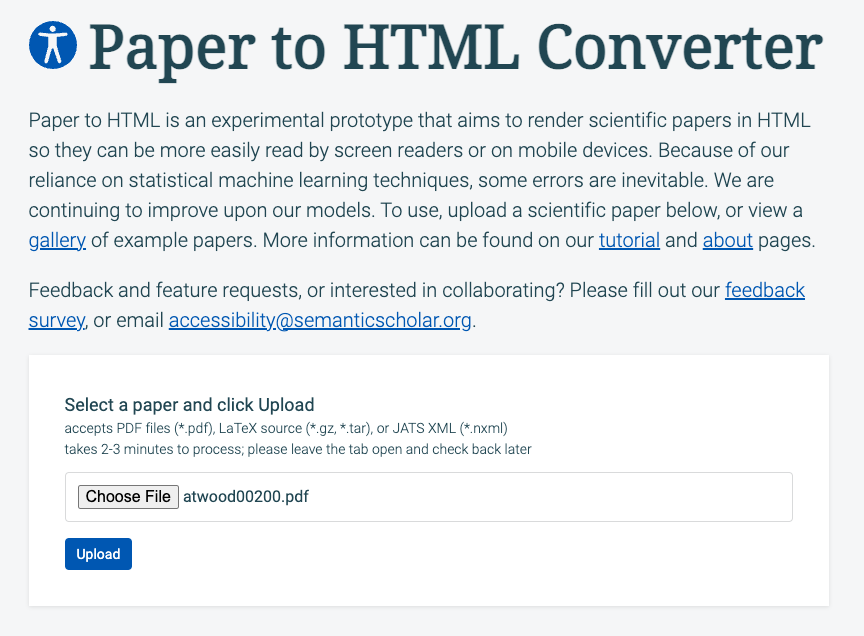 Paper to HTML Converter
Paper to HTML is an experimental prototype that aims to render scientific papers in HTML
so they can be more easily read by screen readers or on mobile devices. Because of our
reliance on statistical machine learning techniques, some errors are inevitable. We are
continuing to improve upon our models. To use, upload a scientific paper below, or view a
gallery of example papers. More information can be found on our tutorial and about pages.
Feedback and feature requests, or interested in collaborating? Please fill out our feedback
survey, or email accessibility@semanticscholar.org.
Select a paper and click Upload
accepts PDF files (*.pdf), LaTeX source (*.gz, *.tar), or JATS XML (*.nxml)
takes 2-3 minutes to process; please leave the tab open and check back later
Choose File atwood00200.pdf
Upload